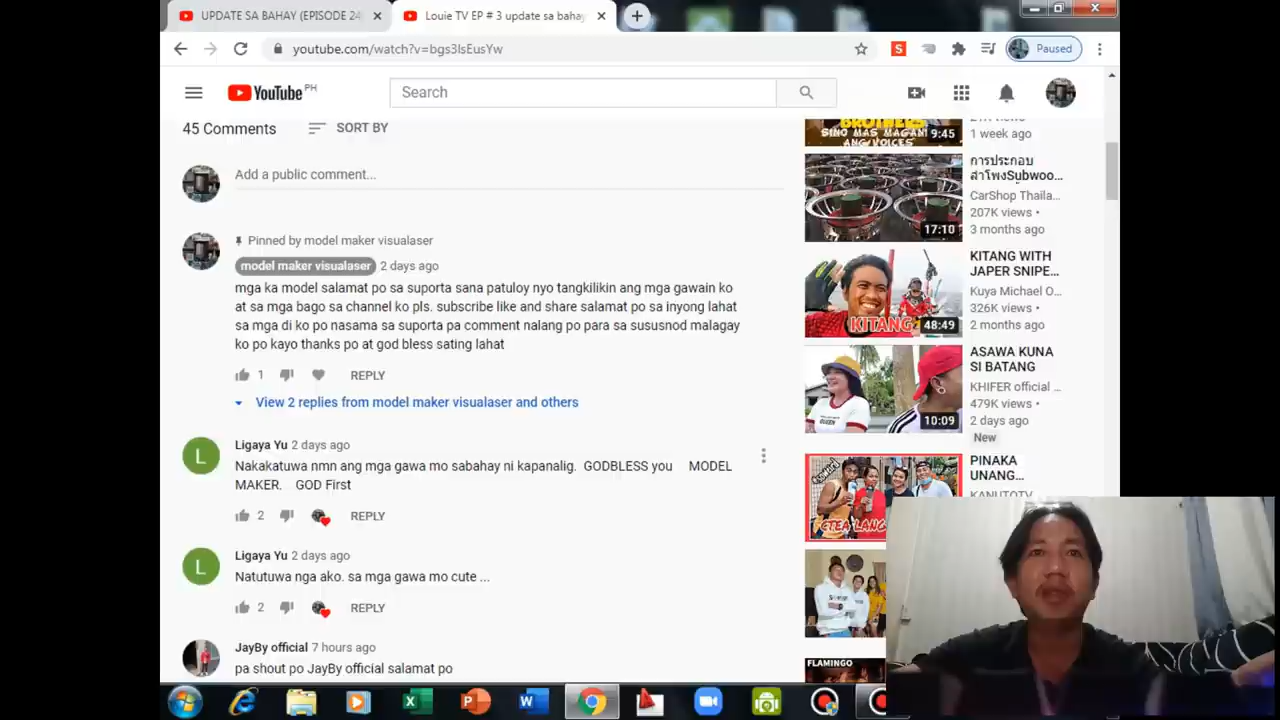 UPDATE SA BAHAY (EPISODE 24
Louie TV EP # 3 update sa bahay
youtube.com/watch?v=bgs3IsEusYw
S
Paused
YouTube PH
Search
45 Comments
SORT BY
Add a public comment...
Pinned by model maker visualaser
model maker visualaser 2 days ago
mga ka model salamat po sa suporta sana patuloy nyo tangkilikin ang mga gawain ko
at sa mga bago sa channel ko pls. subscribe like and share salamat po sa inyong lahat
sa mga di ko po nasama sa suporta pa comment nalang po para sa sususnod malagay
ko po kayo thanks po at god bless sating lahat
1 REPLY
View 2 replies from model maker visualaser and others
L
Ligaya Yu 2 days ago
Nakakatuwa nmn ang mga gawa mo sabahay ni kapanalig. GODBLESS you MODEL
MAKER. GOD First
2 REPLY
L
Ligaya Yu 2 days ago
Natutuwa nga ako. sa mga gawa mo cute ...
2 REPLY
JayBy official 7 hours ago
pa shout po JayBy official salamat po
BROTHERS
SINO MAS MAGAN
ANG VOICES
9:45
1 week ago
17:10
การประกอบ
ลำโพงSubwoo...
CarShop Thaila...
207K views •
3 months ago
KITANG
48:49
KITANG WITH
JAPER SNIPE...
Kuya Michael O...
326K views •
2 months ago
10:09
ASAWA KUNA
SI BATANG
KHIFER official ...
479K views •
2 days ago
New
CTEA LANG
PINAKA
UNANG
KANUTOTV
FLAMINGO